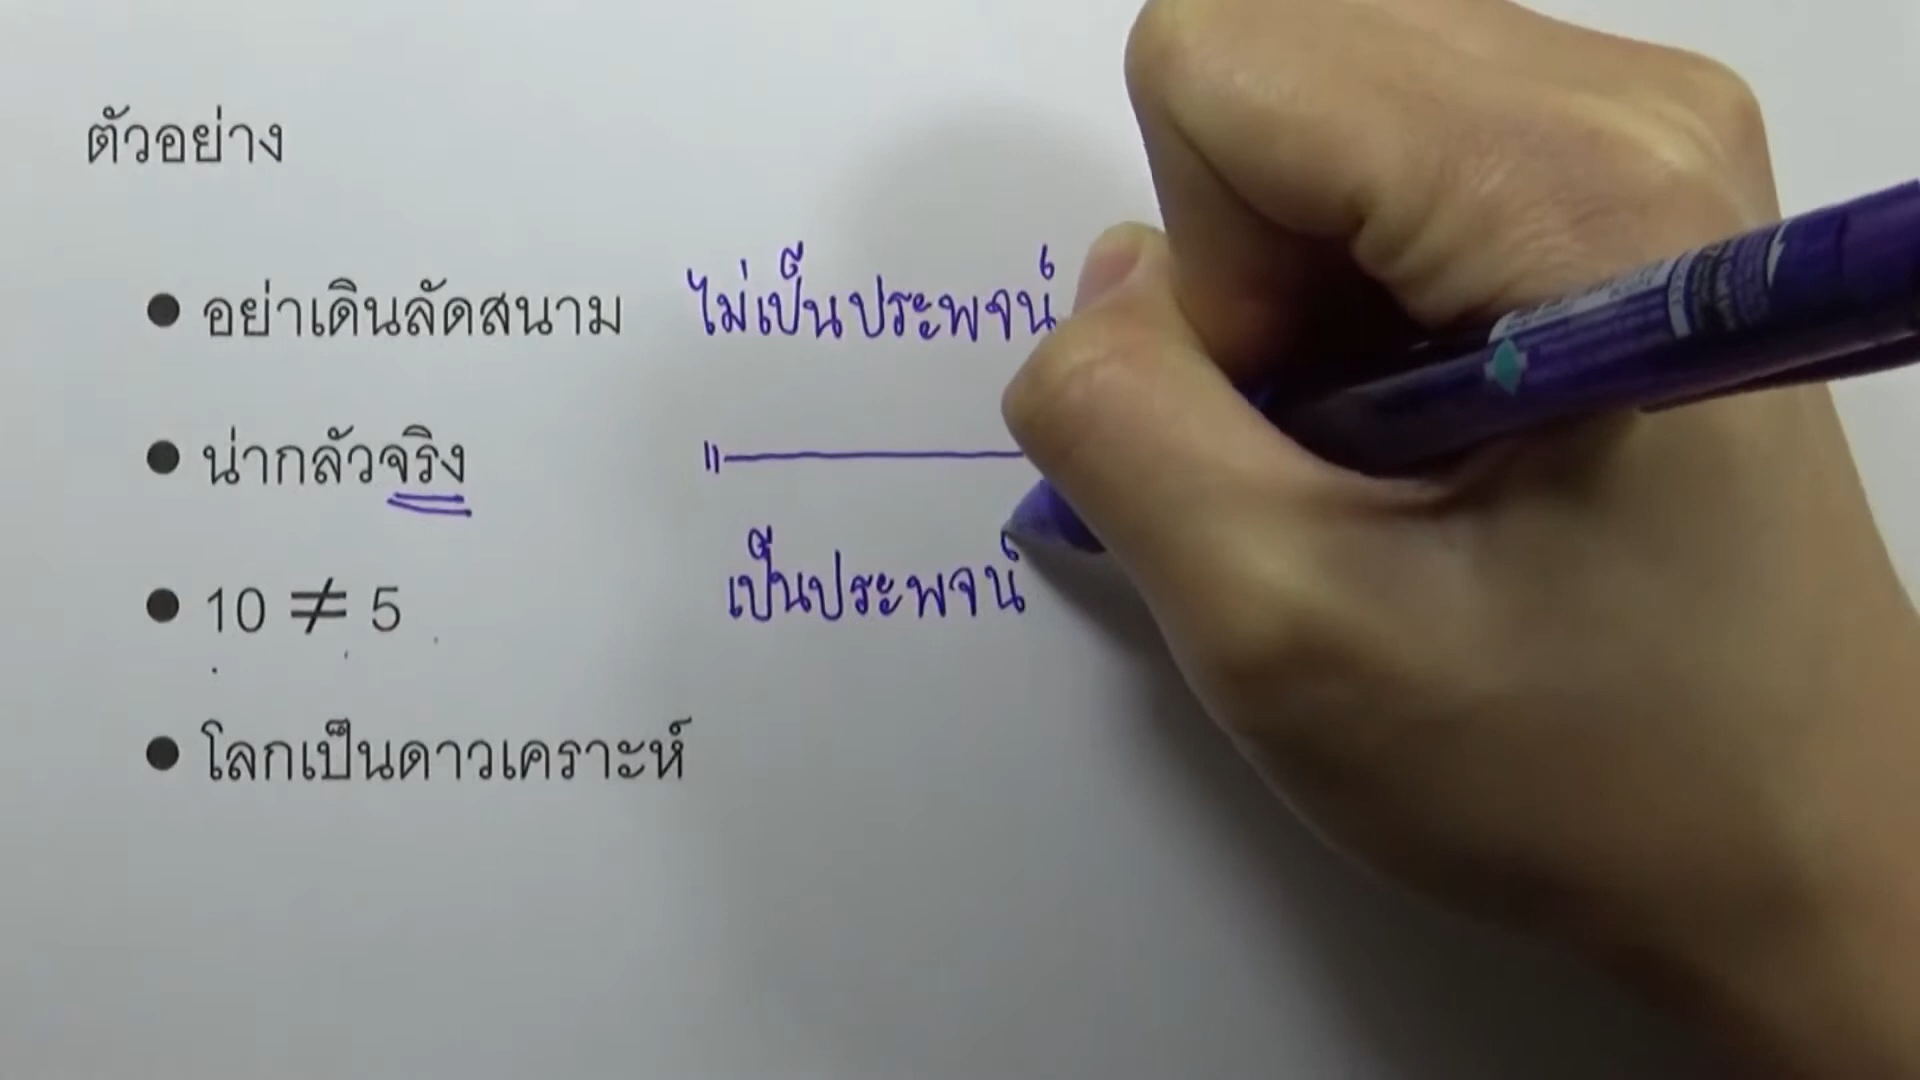 ตัวอย่าง
● อย่าเดินลัดสนาม ไม่เป็นประพจน์
● น่ากลัวจริง "
● 10 ≠ 5 เป็นประพจน์
● โลกเป็นดาวเคราะห์